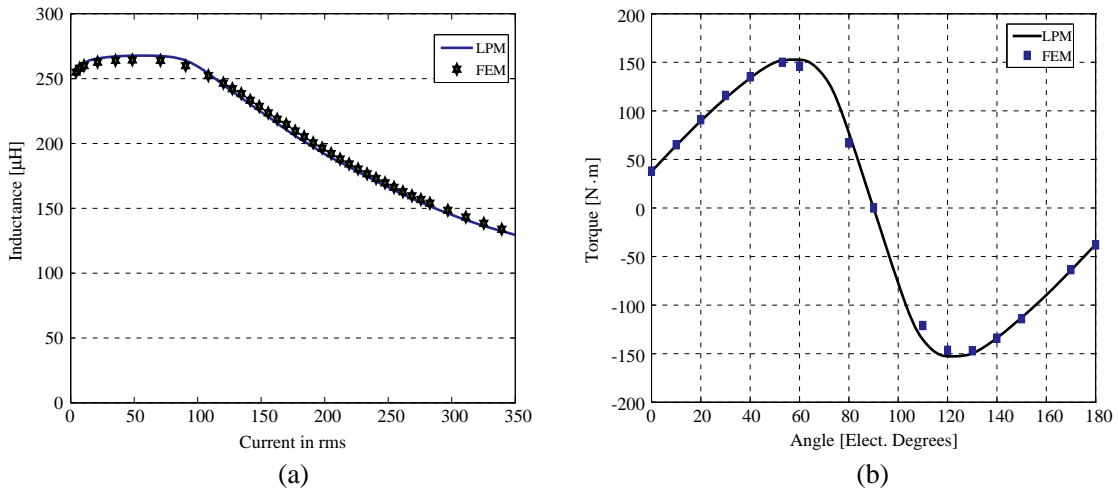 300
250
200
150
100
50
0
0 50 100 150 200 250 300 350
Inductance [µH]
Current in rms
LPM
FEM
(a)
200
150
100
50
0
-50
-100
-150
-200
0 20 40 60 80 100 120 140 160 180
Torque [N·m]
Angle [Elect. Degrees]
LPM
FEM
(b)